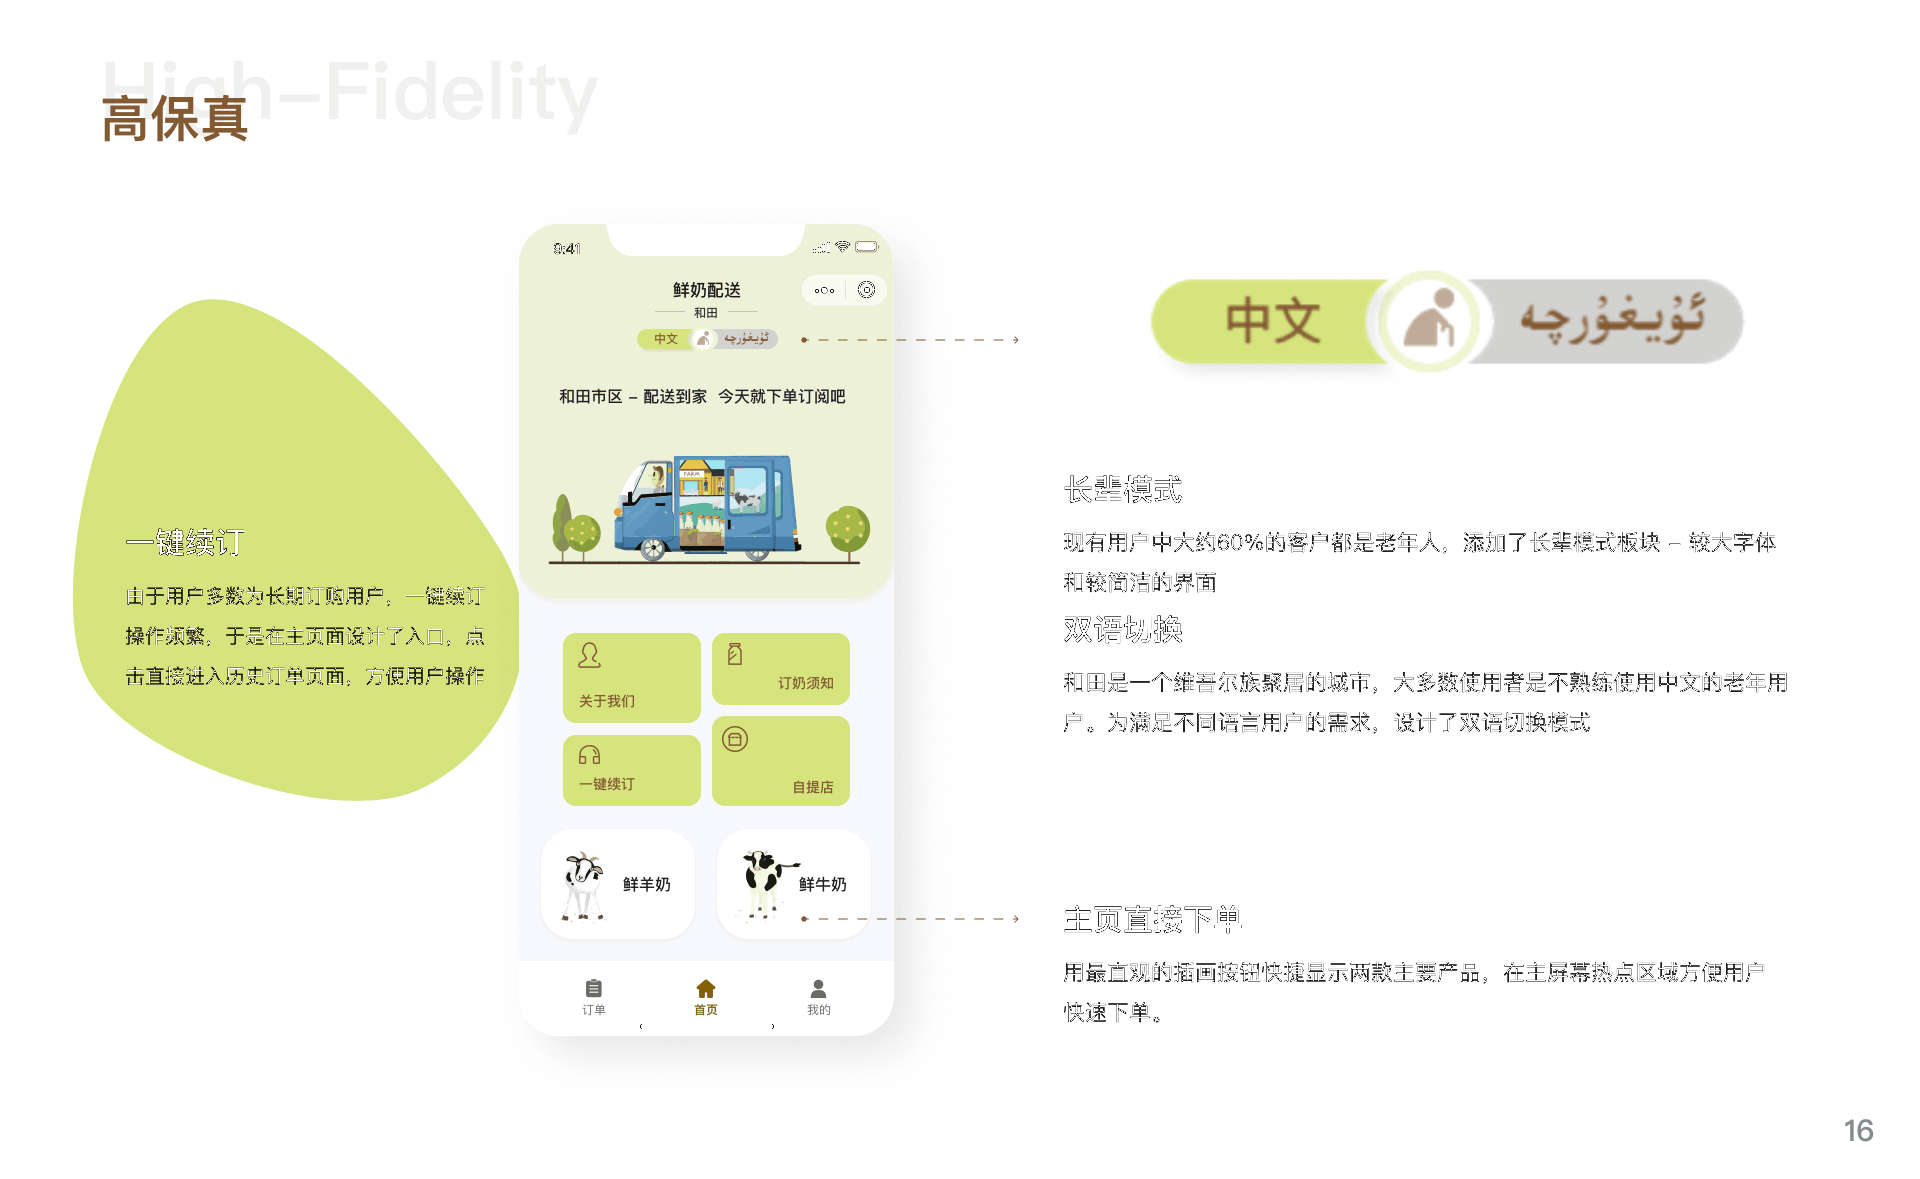 High-Fidelity
高保真
一键续订
由于用户多数为长期订购用户，一键续订
操作频繁，于是在主页面设计了入口，点
击直接进入历史订单页面，方便用户操作
9:41
鲜奶配送
和田
中文 ئۇيغۇرچە
和田市区 – 配送到家 今天就下单订阅吧
FARM
关于我们
订奶须知
一键续订
自提店
鲜羊奶
鲜牛奶
订单
首页
我的
中文 ئۇيغۇرچە
长辈模式
现有用户中大约60%的客户都是老年人，添加了长辈模式板块 – 较大字体
和较简洁的界面
双语切换
和田是一个维吾尔族聚居的城市，大多数使用者是不熟练使用中文的老年用
户。为满足不同语言用户的需求，设计了双语切换模式
主页直接下单
用最直观的插画按钮快捷显示两款主要产品，在主屏幕热点区域方便用户
快速下单。
16